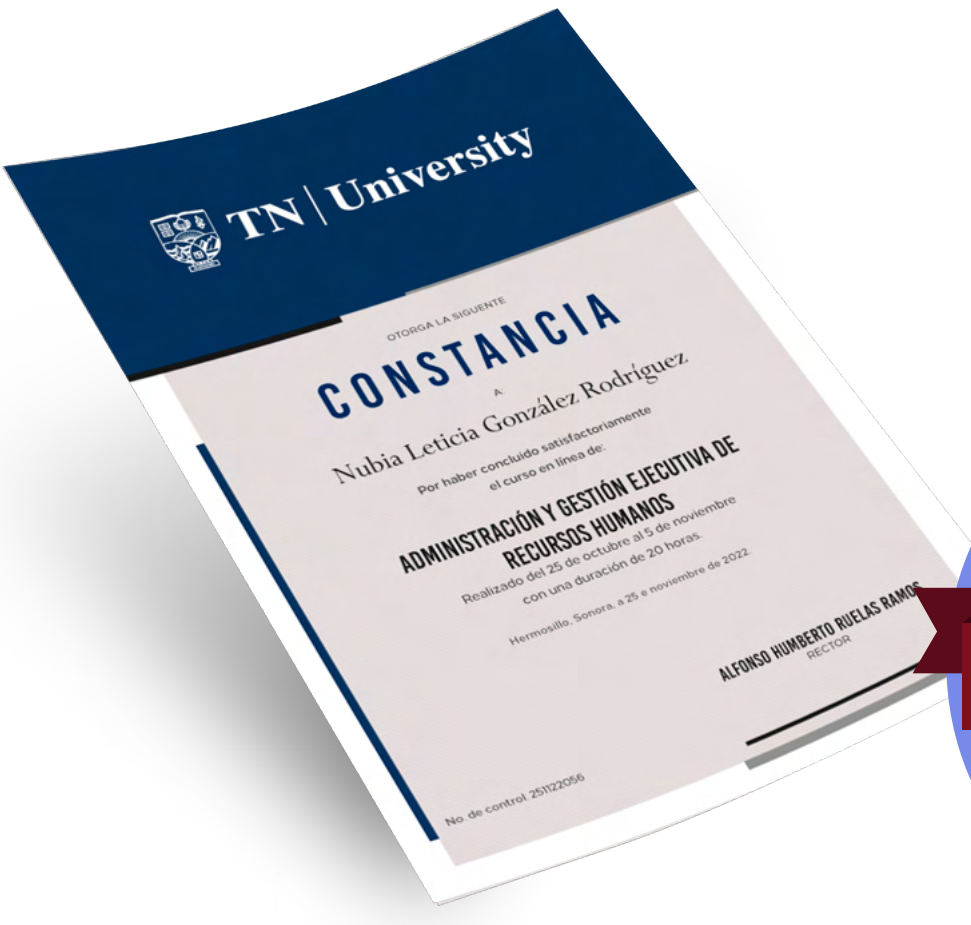 TN | University
OTORGA LA SIGUENTE
CONSTANCIA
A:
Nubia Leticia González Rodríguez
Por haber concluido satisfactoriamente
el curso en línea de:
ADMINISTRACIÓN Y GESTIÓN EJECUTIVA DE
RECURSOS HUMANOS
Realizado del 25 de octubre al 5 de noviembre
con una duración de 20 horas.
Hermosillo, Sonora, a 25 e noviembre de 2022.
ALFONSO HUMBERTO RUELAS RAMOS
RECTOR
No. de control: 251122056